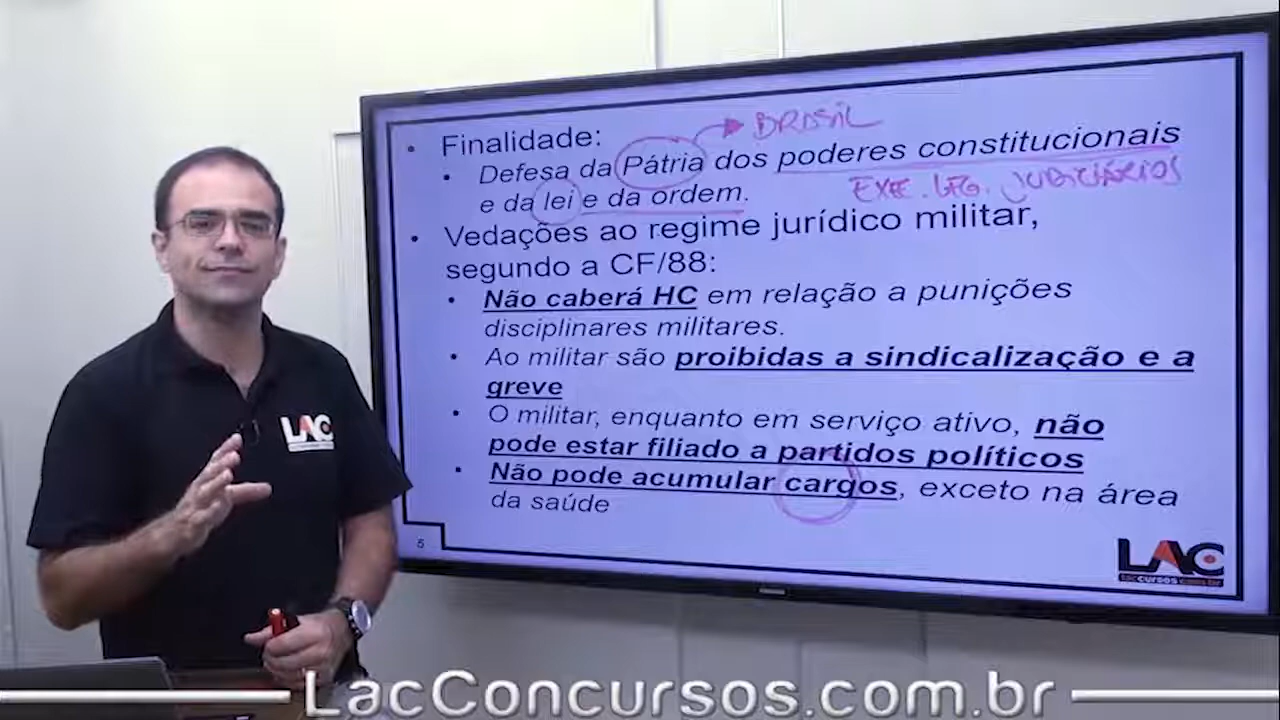 BRASIL
Finalidade:
Defesa da Pátria dos poderes constitucionais
EXE. LEG. JUDICIÁRIOS
e da lei e da ordem.
Vedações ao regime jurídico militar,
segundo a CF/88:
Não caberá HC em relação a punições
disciplinares militares.
Ao militar são proibidas a sindicalização e a
greve
O militar, enquanto em serviço ativo, não
pode estar filiado a partidos políticos
Não pode acumular cargos, exceto na área
da saúde
5
LAC
laccursos.com.br
LAC
LacConcursos.com.br